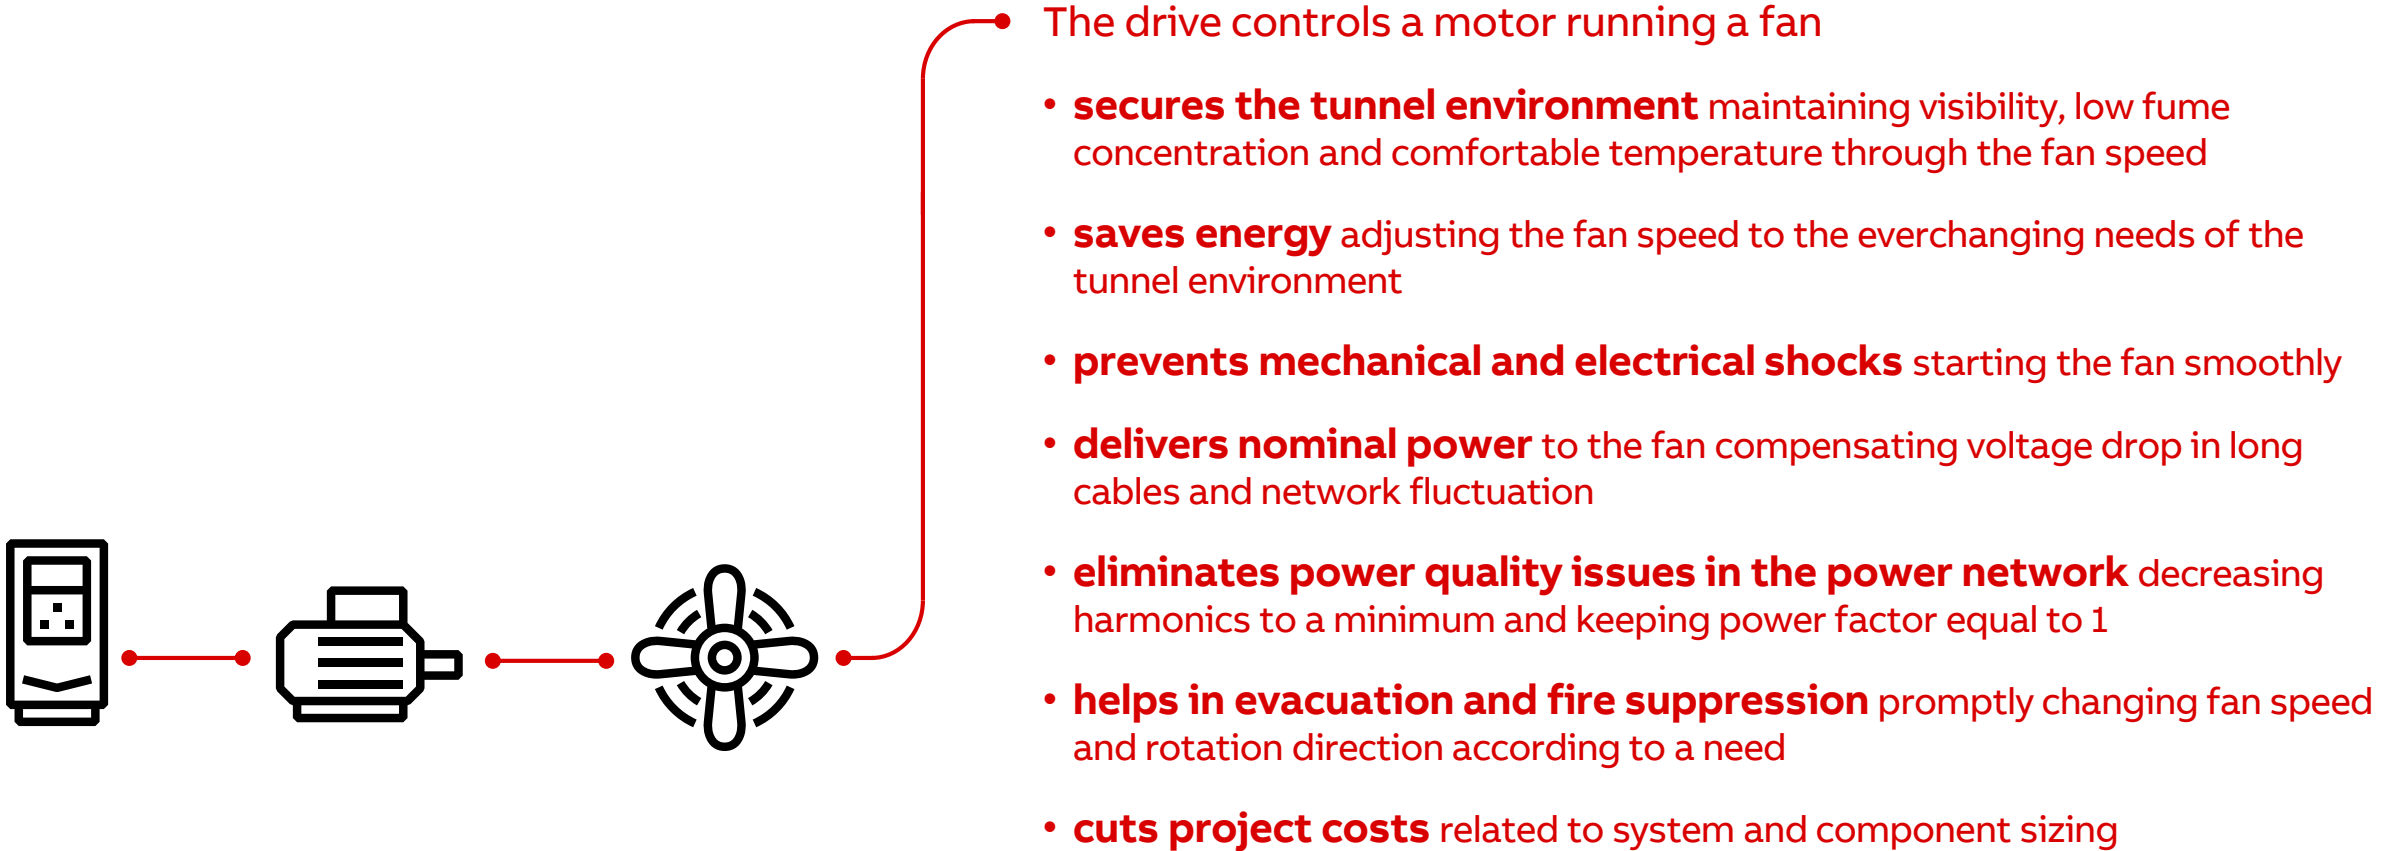 The drive controls a motor running a fan
• secures the tunnel environment maintaining visibility, low fume
concentration and comfortable temperature through the fan speed
• saves energy adjusting the fan speed to the everchanging needs of the
tunnel environment
• prevents mechanical and electrical shocks starting the fan smoothly
• delivers nominal power to the fan compensating voltage drop in long
cables and network fluctuation
• eliminates power quality issues in the power network decreasing
harmonics to a minimum and keeping power factor equal to 1
• helps in evacuation and fire suppression promptly changing fan speed
and rotation direction according to a need
• cuts project costs related to system and component sizing